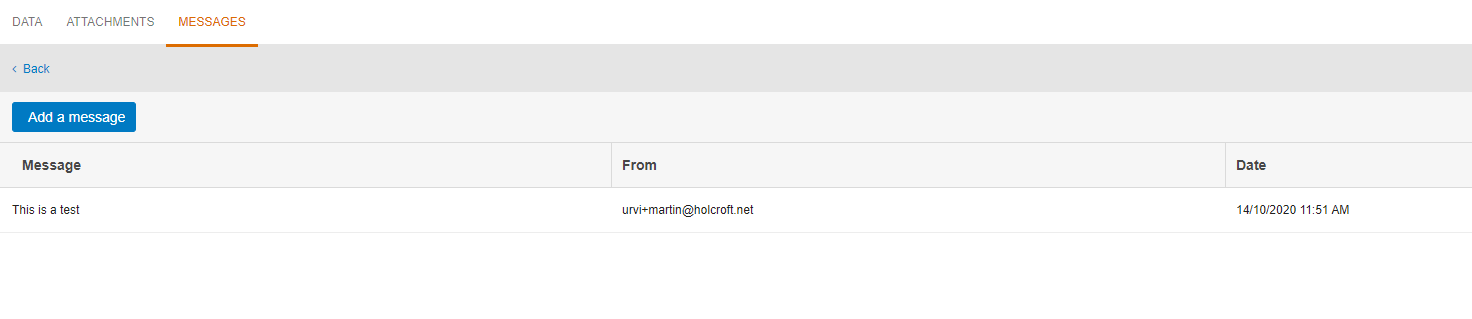 DATA ATTACHMENTS MESSAGES
‹ Back
Add a message
Message From Date
This is a test urvi+martin@holcroft.net 14/10/2020 11:51 AM